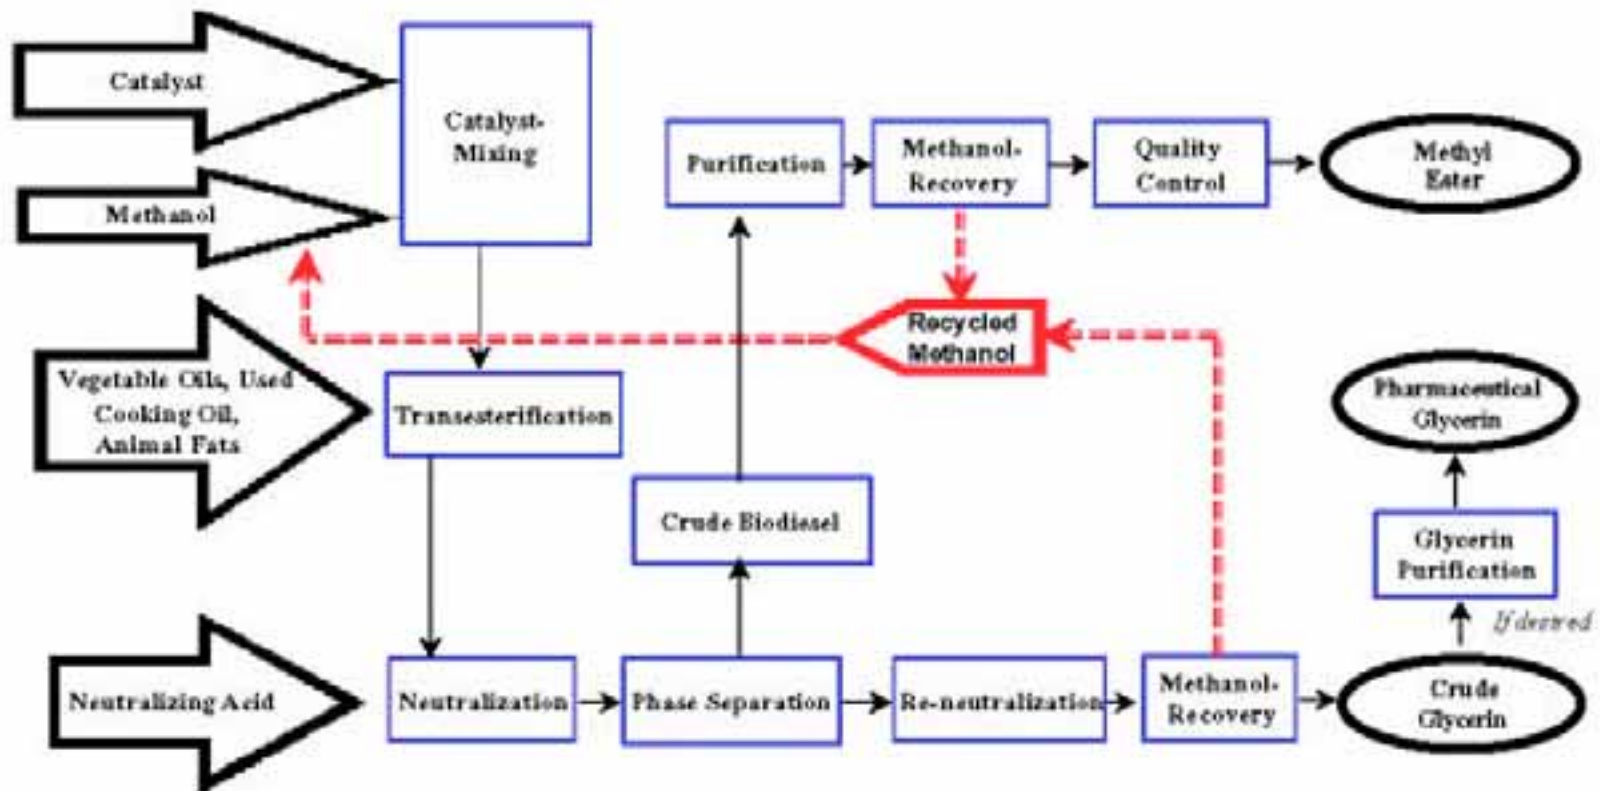 Catalyst
Catalyst-
Mixing
Methanol
Purification
Methanol-
Recovery
Quality
Control
Methyl
Ester
Recycled
Methanol
Vegetable Oils, Used
Cooking Oil,
Animal Fats
Transesterification
Pharmaceutical
Glycerin
Crude Biodiesel
Glycerin
Purification
If desired
Neutralizing Acid
Neutralization
Phase Separation
Re-neutralization
Methanol-
Recovery
Crude
Glycerin